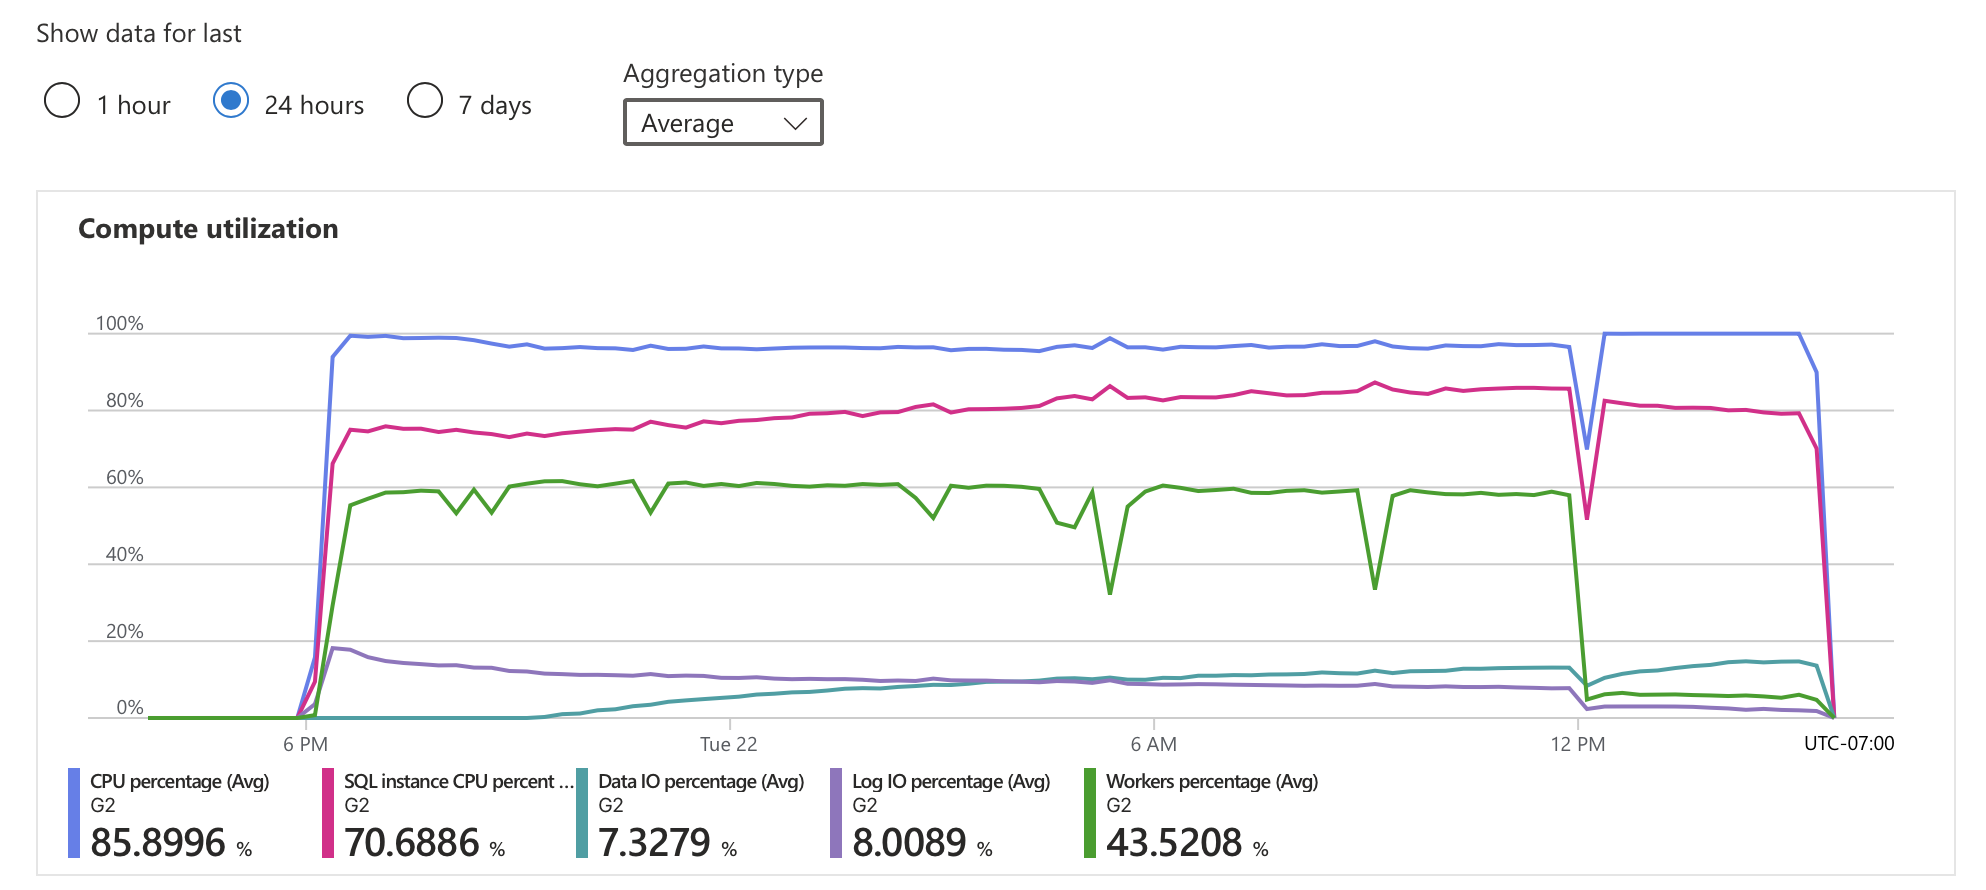 Show data for last
1 hour
24 hours
7 days
Aggregation type
Average
Compute utilization
100%
80%
60%
40%
20%
0%
6 PM
Tue 22
6 AM
12 PM
UTC-07:00
CPU percentage (Avg)
G2
85.8996 %
SQL instance CPU percent ...
G2
70.6886 %
Data IO percentage (Avg)
G2
7.3279 %
Log IO percentage (Avg)
G2
8.0089 %
Workers percentage (Avg)
G2
43.5208 %